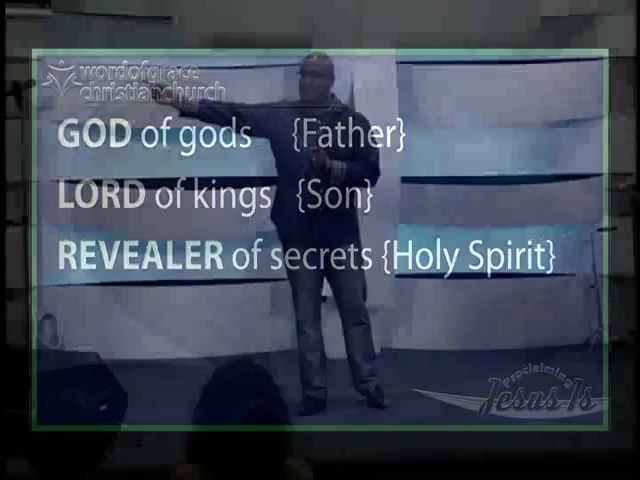 wordofgrace
christianchurch
GOD of gods {Father}
LORD of kings {Son}
REVEALER of secrets {Holy Spirit}
Proclaiming
Jesus Is